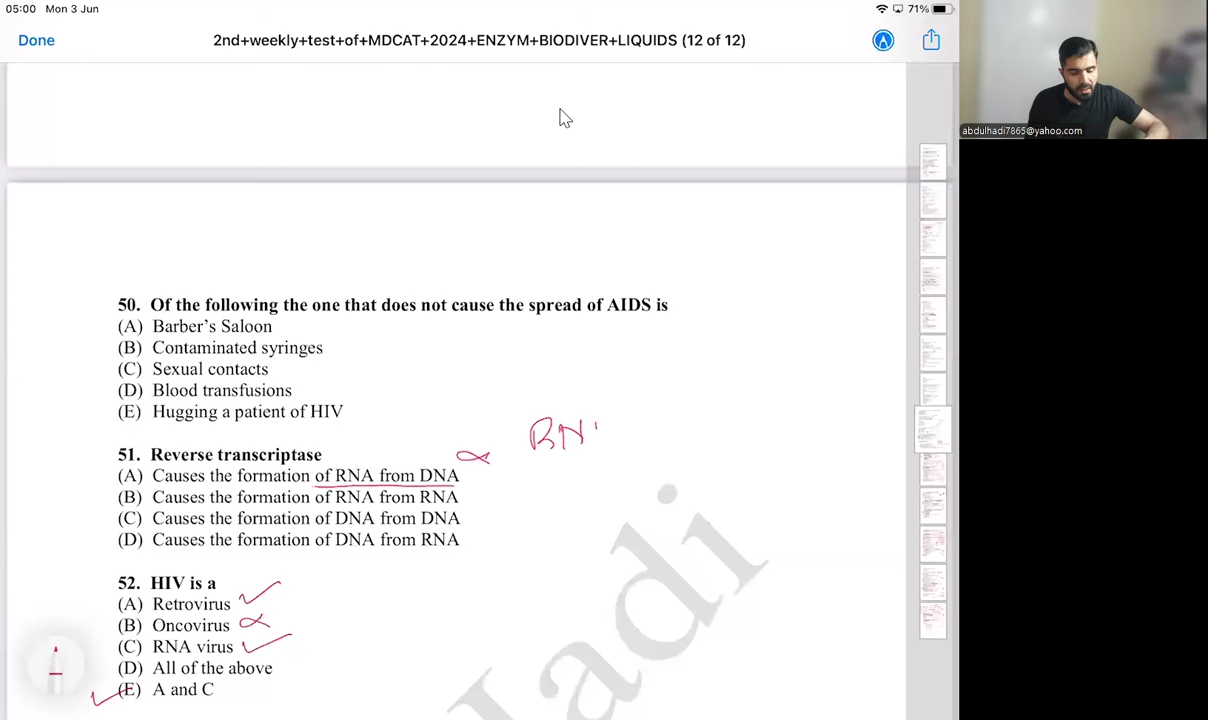 05:00 Mon 3 Jun
71%
Done
2nd+weekly+test+of+MDCAT+2024+ENZYM+BIODIVER+LIQUIDS (12 of 12)
abdulhadi7865@yahoo.com
50. Of the following the one that does not cause the spread of AIDS is
(A) Barber's Saloon
(B) Contaminated syringes
(C) Sexual contacts
(D) Blood transfusions
(E) Hugging a patient of HIV
RN
51. Reverse transcriptase
(A) Causes the formation of RNA from DNA
(B) Causes the formation of RNA from RNA
(C) Causes the formation of DNA from DNA
(D) Causes the formation of DNA from RNA
52. HIV is a
(A) Retrovirus
(B) Oncovirus
(C) RNA virus
(D) All of the above
(E) A and C
Hadi